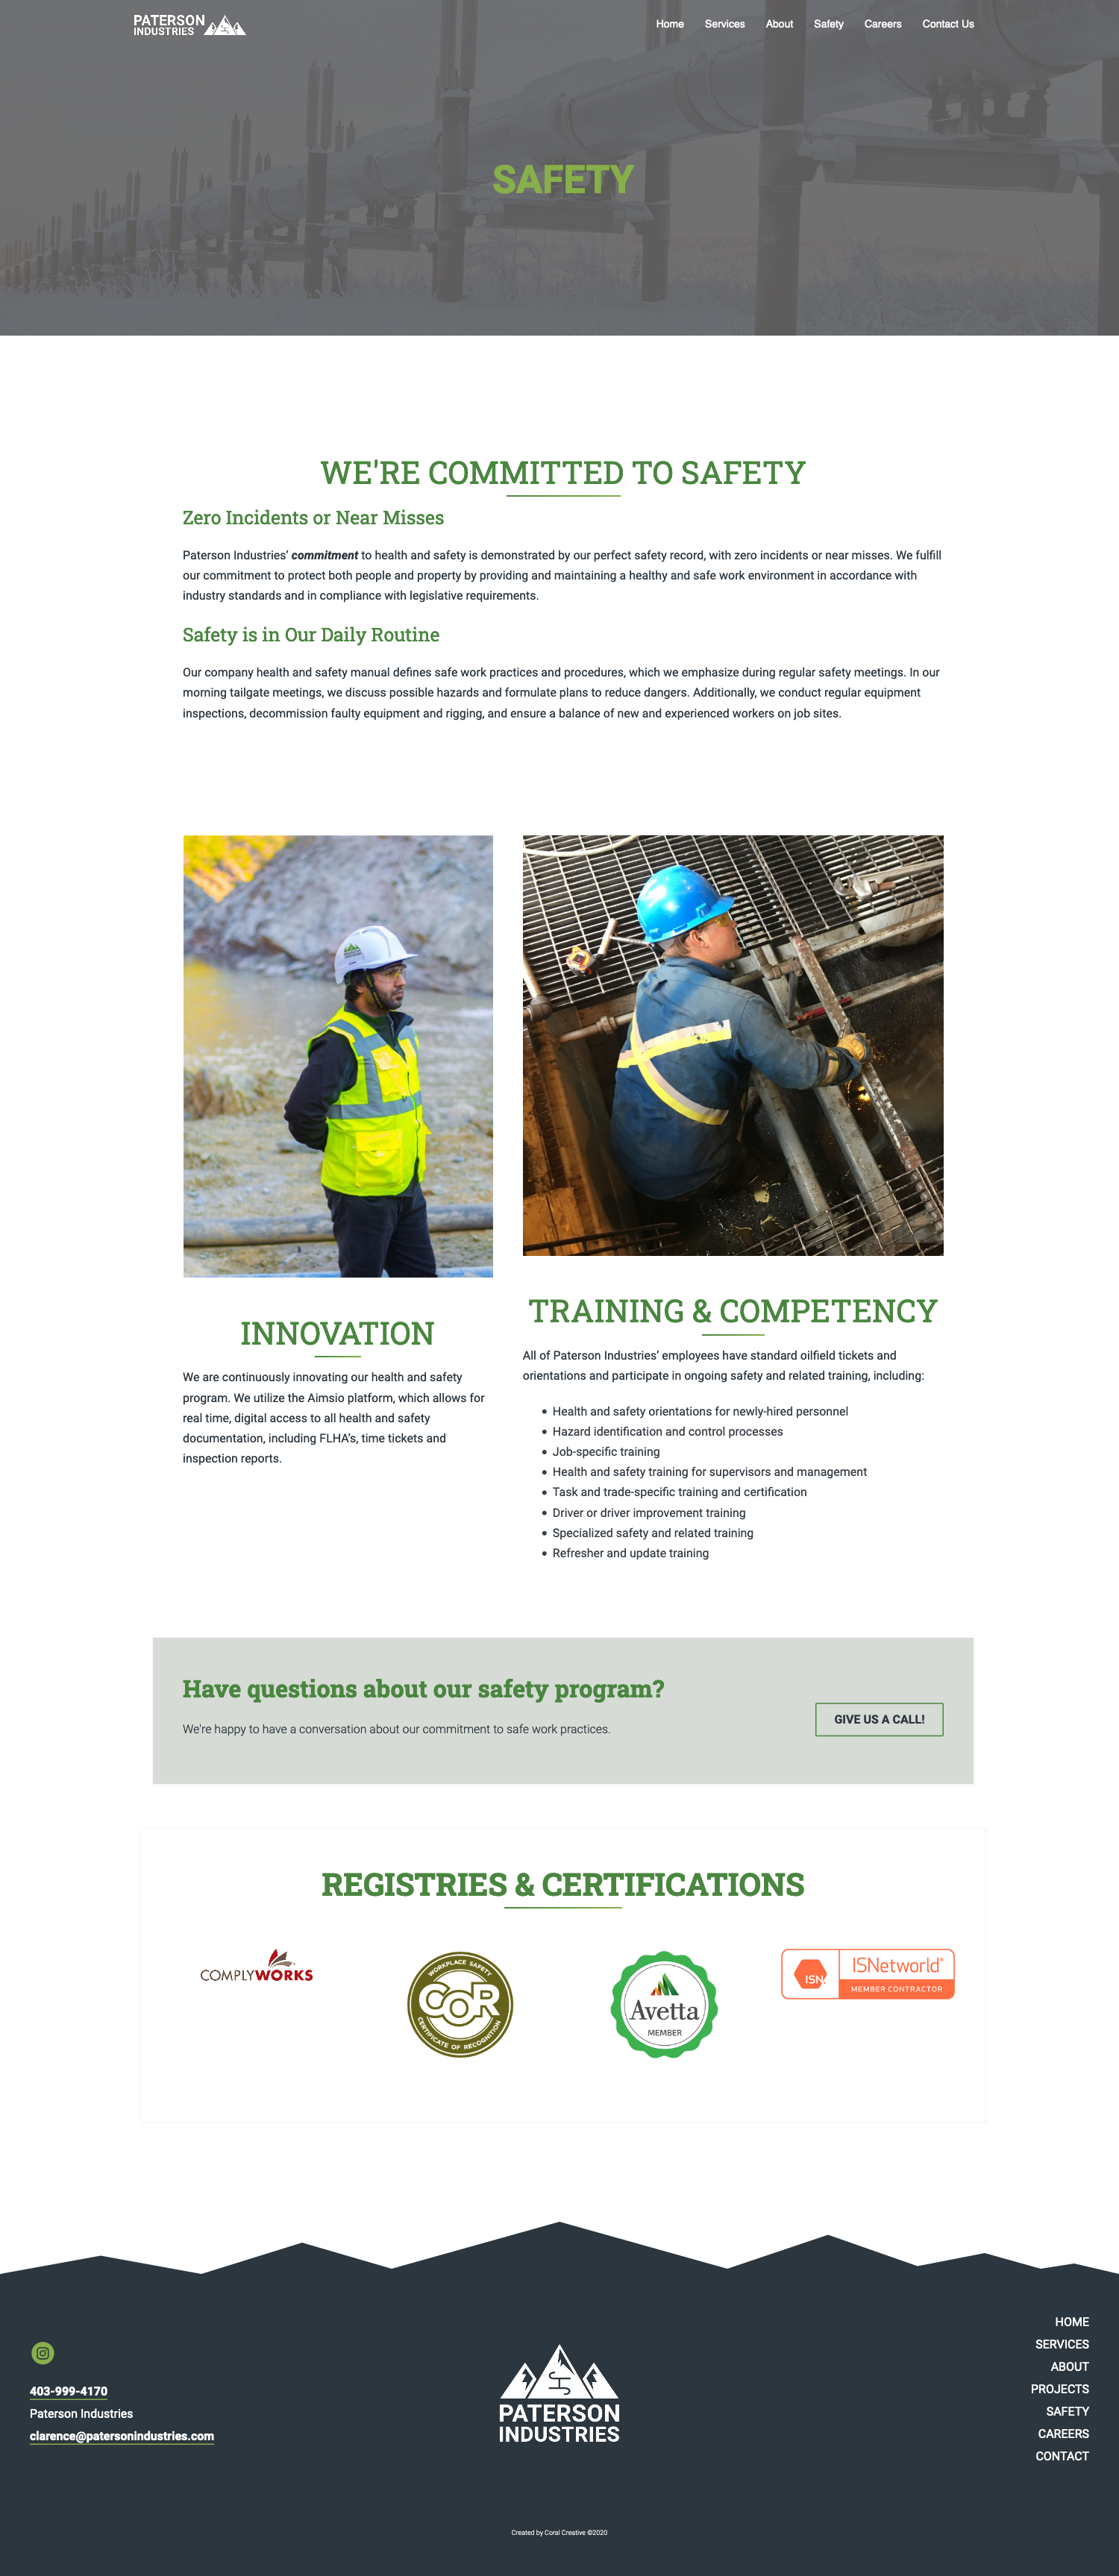 PATERSON
INDUSTRIES
Home Services About Safety Careers Contact Us
SAFETY
WE'RE COMMITTED TO SAFETY
Zero Incidents or Near Misses
Paterson Industries’ commitment to health and safety is demonstrated by our perfect safety record, with zero incidents or near misses. We fulfill
our commitment to protect both people and property by providing and maintaining a healthy and safe work environment in accordance with
industry standards and in compliance with legislative requirements.
Safety is in Our Daily Routine
Our company health and safety manual defines safe work practices and procedures, which we emphasize during regular safety meetings. In our
morning tailgate meetings, we discuss possible hazards and formulate plans to reduce dangers. Additionally, we conduct regular equipment
inspections, decommission faulty equipment and rigging, and ensure a balance of new and experienced workers on job sites.
INNOVATION
We are continuously innovating our health and safety
program. We utilize the Aimsio platform, which allows for
real time, digital access to all health and safety
documentation, including FLHA’s, time tickets and
inspection reports.
TRAINING & COMPETENCY
All of Paterson Industries’ employees have standard oilfield tickets and
orientations and participate in ongoing safety and related training, including:
• Health and safety orientations for newly-hired personnel
• Hazard identification and control processes
• Job-specific training
• Health and safety training for supervisors and management
• Task and trade-specific training and certification
• Driver or driver improvement training
• Specialized safety and related training
• Refresher and update training
Have questions about our safety program?
We're happy to have a conversation about our commitment to safe work practices.
GIVE US A CALL!
REGISTRIES & CERTIFICATIONS
COMPLYWORKS
WORKPLACE SAFETY
COR
CERTIFICATE OF RECOGNITION
Avetta
MEMBER
ISN
ISNetworld®
MEMBER CONTRACTOR
403-999-4170
Paterson Industries
clarence@patersonindustries.com
PATERSON
INDUSTRIES
HOME
SERVICES
ABOUT
PROJECTS
SAFETY
CAREERS
CONTACT
Created by Coral Creative ©2020